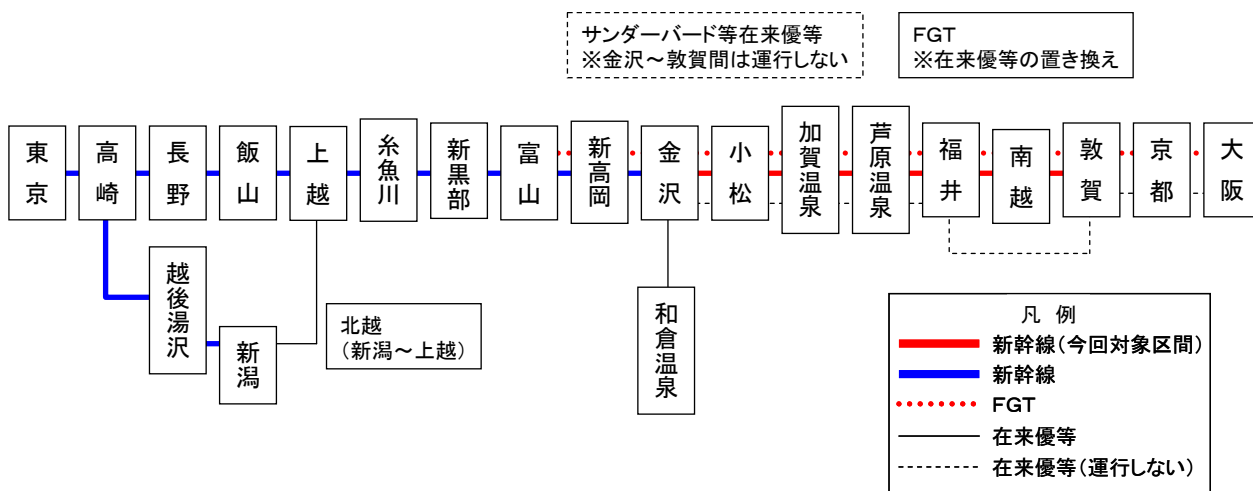 サンダーバード等在来優等
※金沢～敦賀間は運行しない
FGT
※在来優等の置き換え
東京
高崎
長野
飯山
上越
糸魚川
新黒部
富山
新高岡
金沢
小松
加賀温泉
芦原温泉
福井
南越
敦賀
京都
大阪
越後湯沢
新潟
北越
(新潟～上越)
和倉温泉
凡 例
新幹線(今回対象区間)
新幹線
FGT
在来優等
在来優等(運行しない)